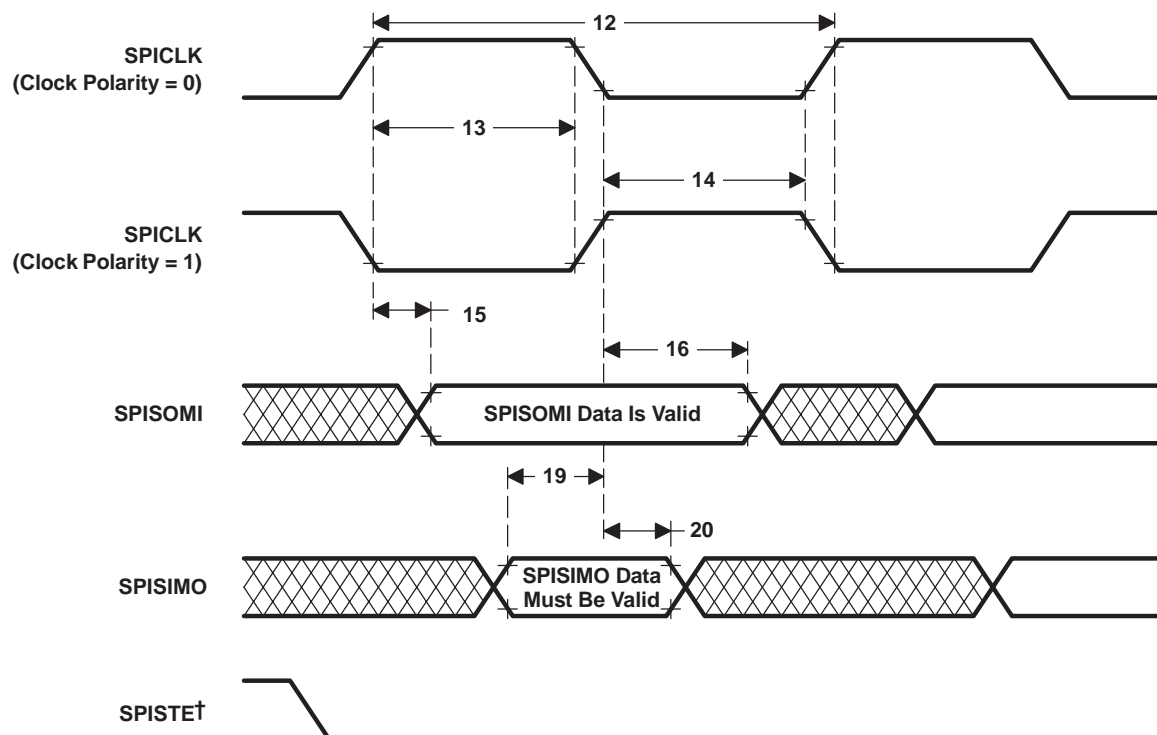 12
SPICLK
(Clock Polarity = 0)
13
14
SPICLK
(Clock Polarity = 1)
15
16
SPISOMI
SPISOMI Data Is Valid
19
20
SPISIMO
SPISIMO Data
Must Be Valid
SPISTE†